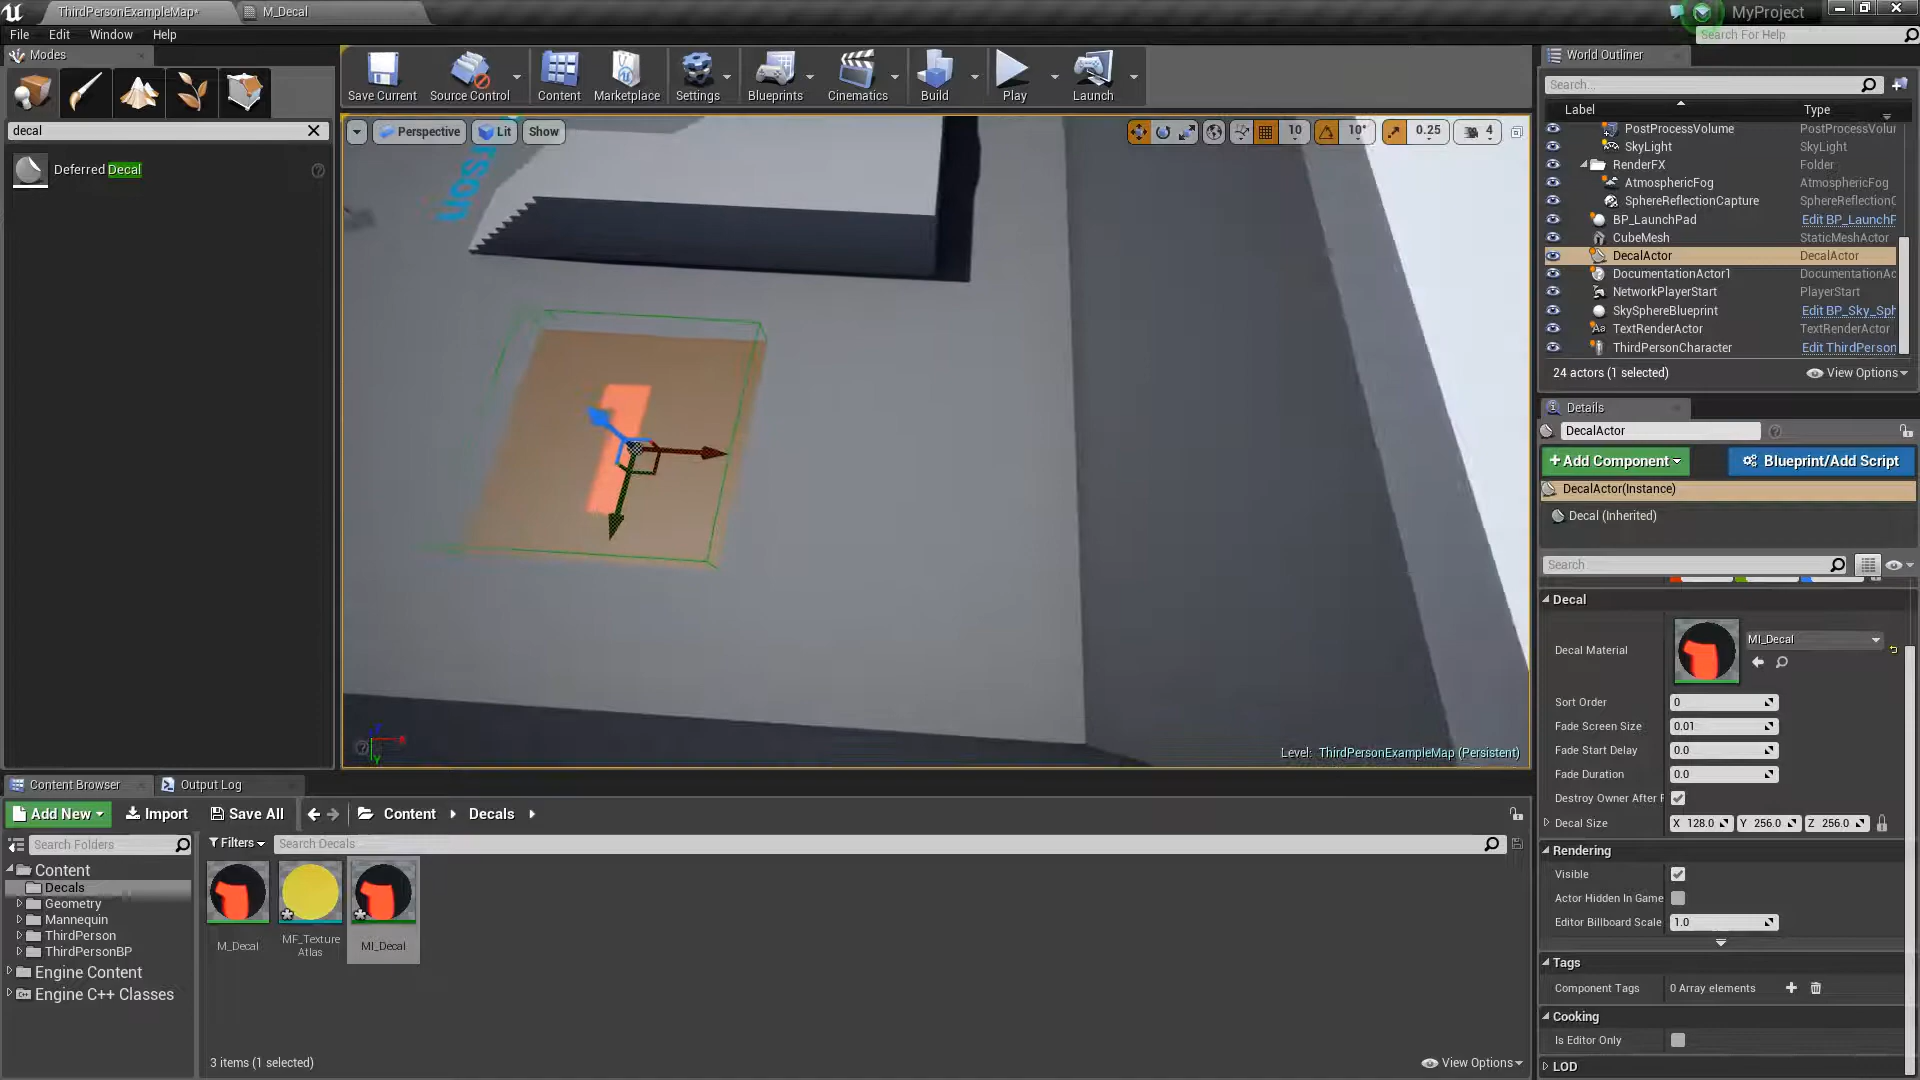 ThirdPersonExampleMap*
M_Decal
MyProject
File
Edit
Window
Help
Search For Help
Modes
decal
Deferred Decal
Save Current
Source Control
Content
Marketplace
Settings
Blueprints
Cinematics
Build
Play
Launch
Perspective
Lit
Show
10
10°
0.25
4
rson
Level: ThirdPersonExampleMap (Persistent)
World Outliner
Search...
Label
Type
PostProcessVolume
PostProcessVolur
SkyLight
SkyLight
RenderFX
Folder
AtmosphericFog
AtmosphericFog
SphereReflectionCapture
SphereReflectionC
BP_LaunchPad
Edit BP_LaunchP
CubeMesh
StaticMeshActor
DecalActor
DecalActor
DocumentationActor1
DocumentationAc
NetworkPlayerStart
PlayerStart
SkySphereBlueprint
Edit BP_Sky_Sph
TextRenderActor
TextRenderActor
ThirdPersonCharacter
Edit ThirdPerson
24 actors (1 selected)
View Options
Details
DecalActor
+Add Component
Blueprint/Add Script
DecalActor(Instance)
Decal (Inherited)
Search
Decal
Decal Material
MI_Decal
Sort Order
0
Fade Screen Size
0.01
Fade Start Delay
0.0
Fade Duration
0.0
Destroy Owner After F
Decal Size
X 128.0
Y 256.0
Z 256.0
Rendering
Visible
Actor Hidden In Game
Editor Billboard Scale
1.0
Tags
Component Tags
0 Array elements
Cooking
Is Editor Only
LOD
Content Browser
Output Log
Add New
Import
Save All
Content
Decals
Search Folders
Filters
Search Decals
Content
Decals
Geometry
Mannequin
ThirdPerson
ThirdPersonBP
Engine Content
Engine C++ Classes
M_Decal
MF_Texture
Atlas
MI_Decal
3 items (1 selected)
View Options